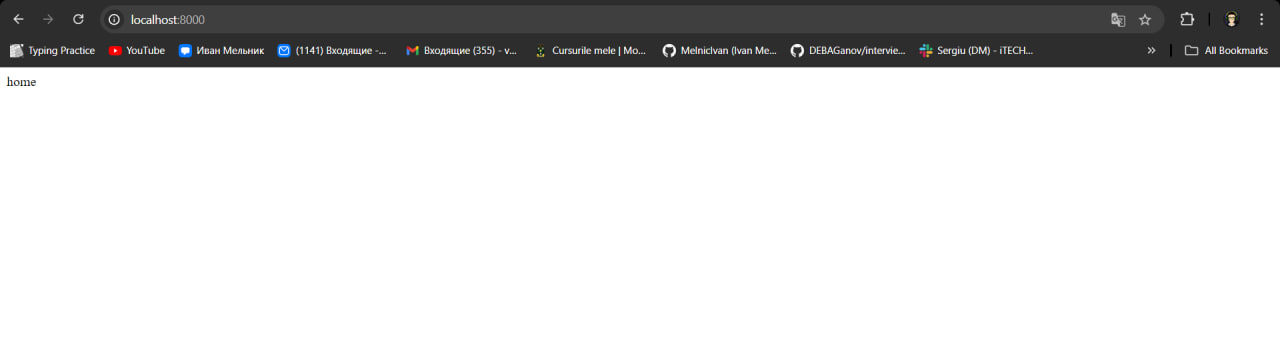 localhost:8000
Typing Practice YouTube Иван Мельник (1141) Входящие -... Входящие (355) - v... Cursurile mele | Mo... MelnicIvan (Ivan Me... DEBAGanov/intervie... Sergiu (DM) - iTECH... » All Bookmarks
home